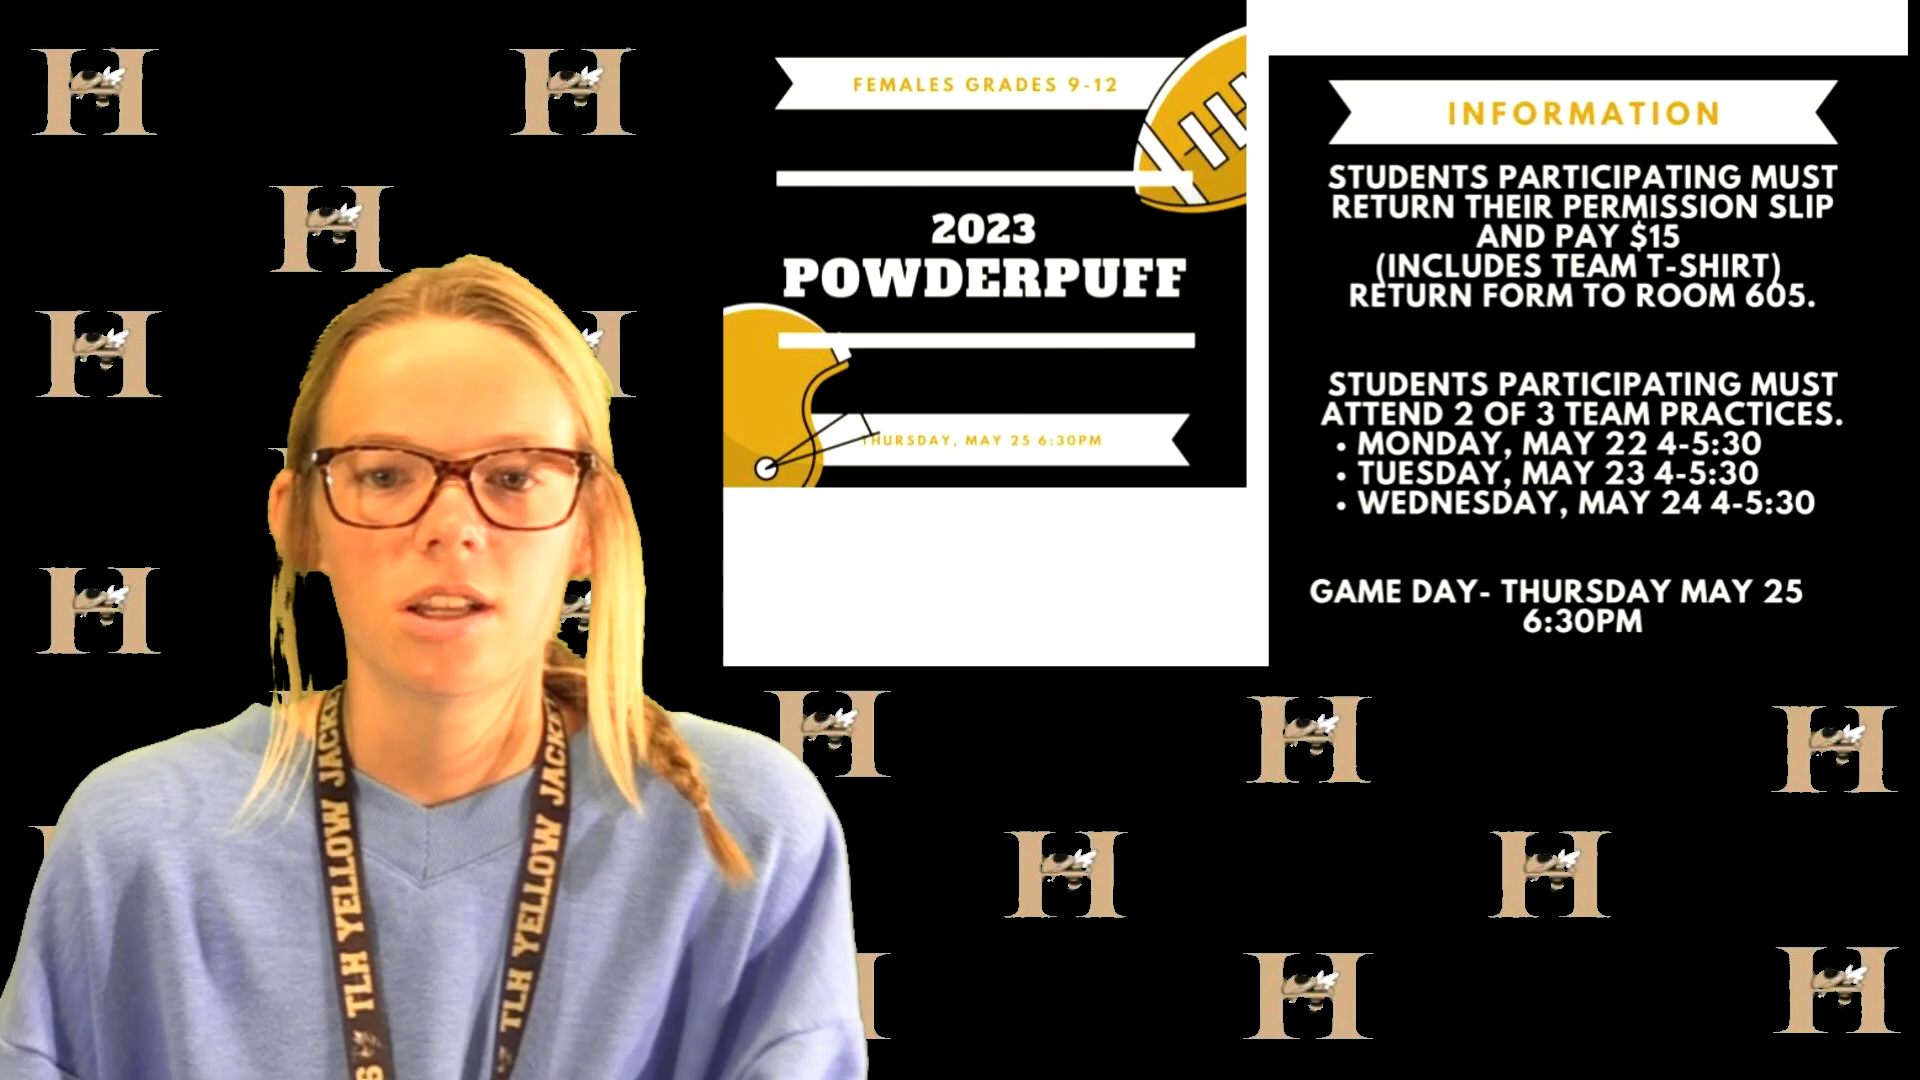 FEMALES GRADES 9-12
2023
POWDERPUFF
THURSDAY, MAY 25 6:30PM
INFORMATION
STUDENTS PARTICIPATING MUST
RETURN THEIR PERMISSION SLIP
AND PAY $15
(INCLUDES TEAM T-SHIRT)
RETURN FORM TO ROOM 605.
STUDENTS PARTICIPATING MUST
ATTEND 2 OF 3 TEAM PRACTICES.
• MONDAY, MAY 22 4-5:30
• TUESDAY, MAY 23 4-5:30
• WEDNESDAY, MAY 24 4-5:30
GAME DAY- THURSDAY MAY 25
6:30PM
H
H
H
H
H
H
H
H
H
H
H
H
H
TLH YELLOW JACKE
TLH YELLOW JACKE